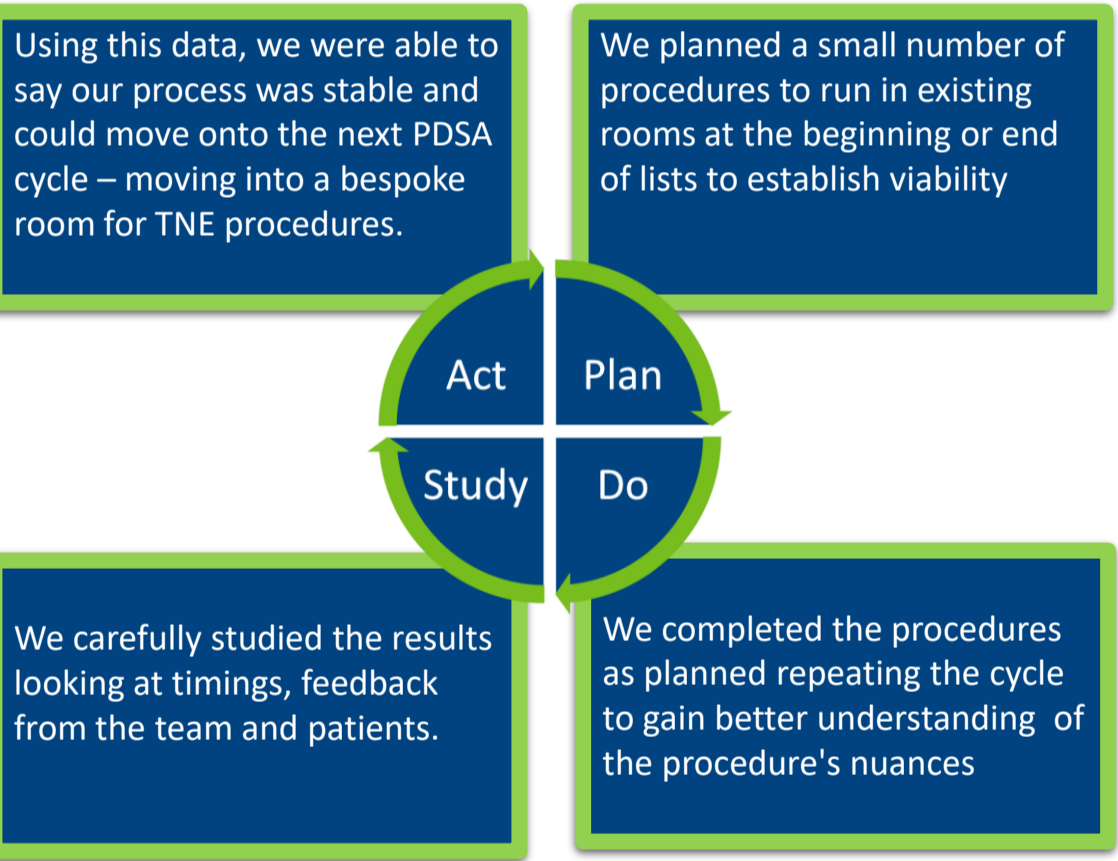 Using this data, we were able to
say our process was stable and
could move onto the next PDSA
cycle – moving into a bespoke
room for TNE procedures.
We planned a small number of
procedures to run in existing
rooms at the beginning or end
of lists to establish viability
Act
Plan
Study
Do
We carefully studied the results
looking at timings, feedback
from the team and patients.
We completed the procedures
as planned repeating the cycle
to gain better understanding  of
the procedure's nuances